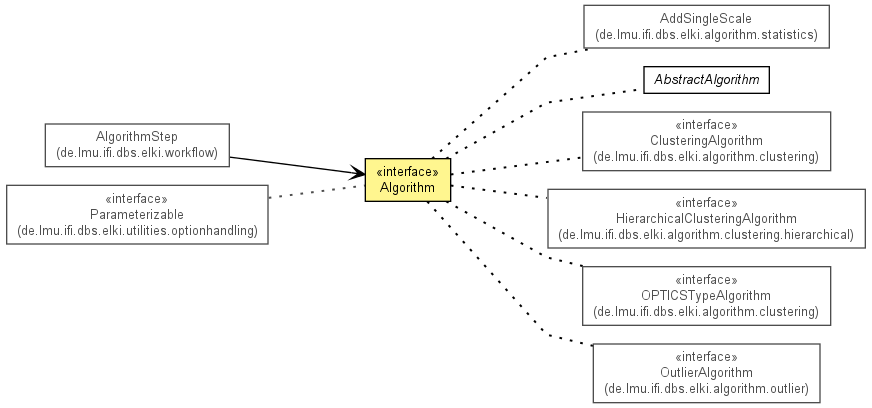 AddSingleScale
(de.lmu.ifi.dbs.elki.algorithm.statistics)
AbstractAlgorithm
«interface»
ClusteringAlgorithm
(de.lmu.ifi.dbs.elki.algorithm.clustering)
AlgorithmStep
(de.lmu.ifi.dbs.elki.workflow)
«interface»
Algorithm
«interface»
Parameterizable
(de.lmu.ifi.dbs.elki.utilities.optionhandling)
«interface»
HierarchicalClusteringAlgorithm
(de.lmu.ifi.dbs.elki.algorithm.clustering.hierarchical)
«interface»
OPTICSTypeAlgorithm
(de.lmu.ifi.dbs.elki.algorithm.clustering)
«interface»
OutlierAlgorithm
(de.lmu.ifi.dbs.elki.algorithm.outlier)